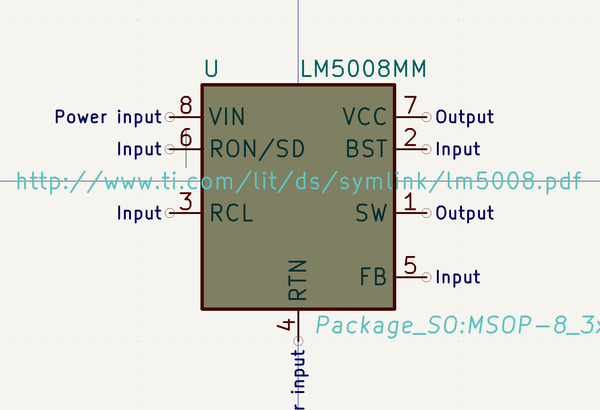 U LM5008MM
Power input 8 VIN VCC 7 Output
Input 6 RON/SD BST 2 Input
http://www.ti.com/lit/ds/symlink/lm5008.pdf
Input 3 RCL SW 1 Output
RTN FB 5 Input
4 Package_SO:MSOP-8_3x
r input